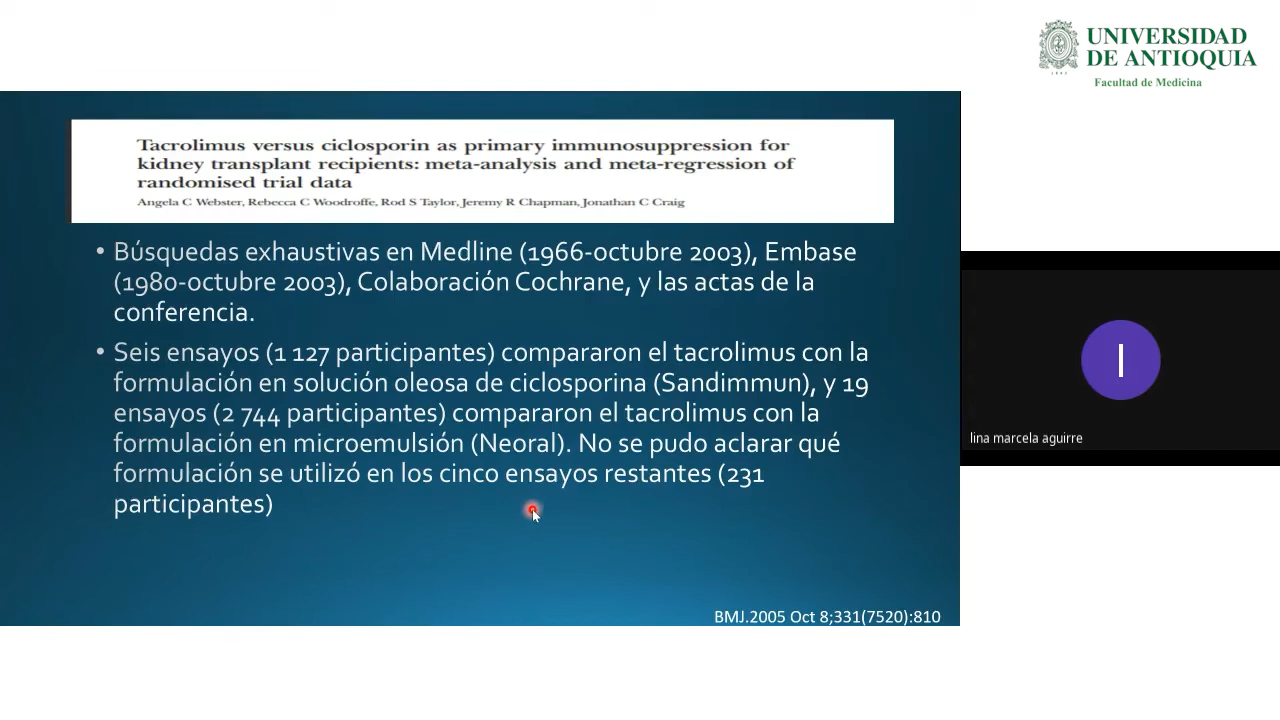 UNIVERSIDAD
DE ANTIOQUIA
1803
Facultad de Medicina
Tacrolimus versus ciclosporin as primary immunosuppression for
kidney transplant recipients: meta-analysis and meta-regression of
randomised trial data
Angela C Webster, Rebecca C Woodroffe, Rod S Taylor, Jeremy R Chapman, Jonathan C Craig
• Búsquedas exhaustivas en Medline (1966-octubre 2003), Embase
(1980-octubre 2003), Colaboración Cochrane, y las actas de la
conferencia.
• Seis ensayos (1 127 participantes) compararon el tacrolimus con la
formulación en solución oleosa de ciclosporina (Sandimmun), y 19
ensayos (2 744 participantes) compararon el tacrolimus con la
formulación en microemulsión (Neoral). No se pudo aclarar qué
formulación se utilizó en los cinco ensayos restantes (231
participantes)
BMJ.2005 Oct 8;331(7520):810
l
lina marcela aguirre